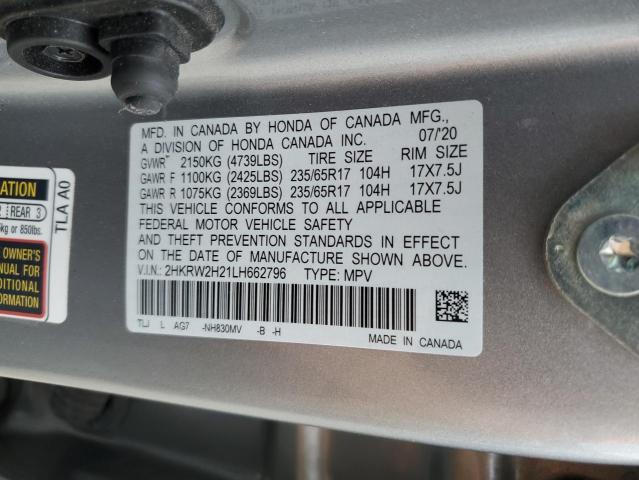 MFD. IN CANADA BY HONDA OF CANADA MFG.,
A DIVISION OF HONDA CANADA INC. 07/'20
GVWR 2150KG (4739LBS) TIRE SIZE RIM SIZE
GAWR F 1100KG (2425LBS) 235/65R17 104H 17X7.5J
GAWR R 1075KG (2369LBS) 235/65R17 104H 17X7.5J
THIS VEHICLE CONFORMS TO ALL APPLICABLE
FEDERAL MOTOR VEHICLE SAFETY
AND THEFT PREVENTION STANDARDS IN EFFECT
ON THE DATE OF MANUFACTURE SHOWN ABOVE.
V.I.N.: 2HKRW2H21LH662796 TYPE: MPV
TLJ L AG7 -NH830MV -B -H
MADE IN CANADA
TLA A0
REAR 3
kg or 850lbs.
OWNER'S
FOR